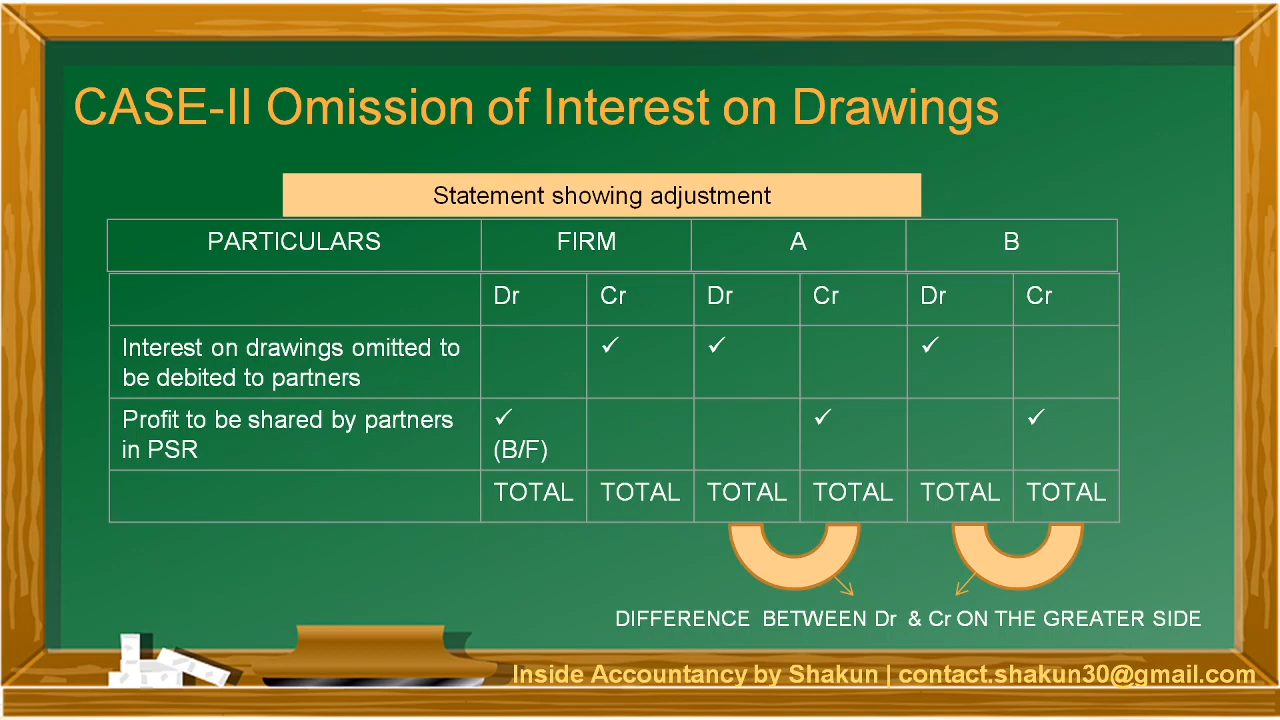 CASE-II Omission of Interest on Drawings
Statement showing adjustment
PARTICULARS FIRM A B
Dr Cr Dr Cr Dr Cr
Interest on drawings omitted to ✓ ✓ ✓
be debited to partners
Profit to be shared by partners ✓ ✓ ✓
in PSR (B/F)
TOTAL TOTAL TOTAL TOTAL TOTAL TOTAL
DIFFERENCE BETWEEN Dr & Cr ON THE GREATER SIDE
Inside Accountancy by Shakun | contact.shakun30@gmail.com